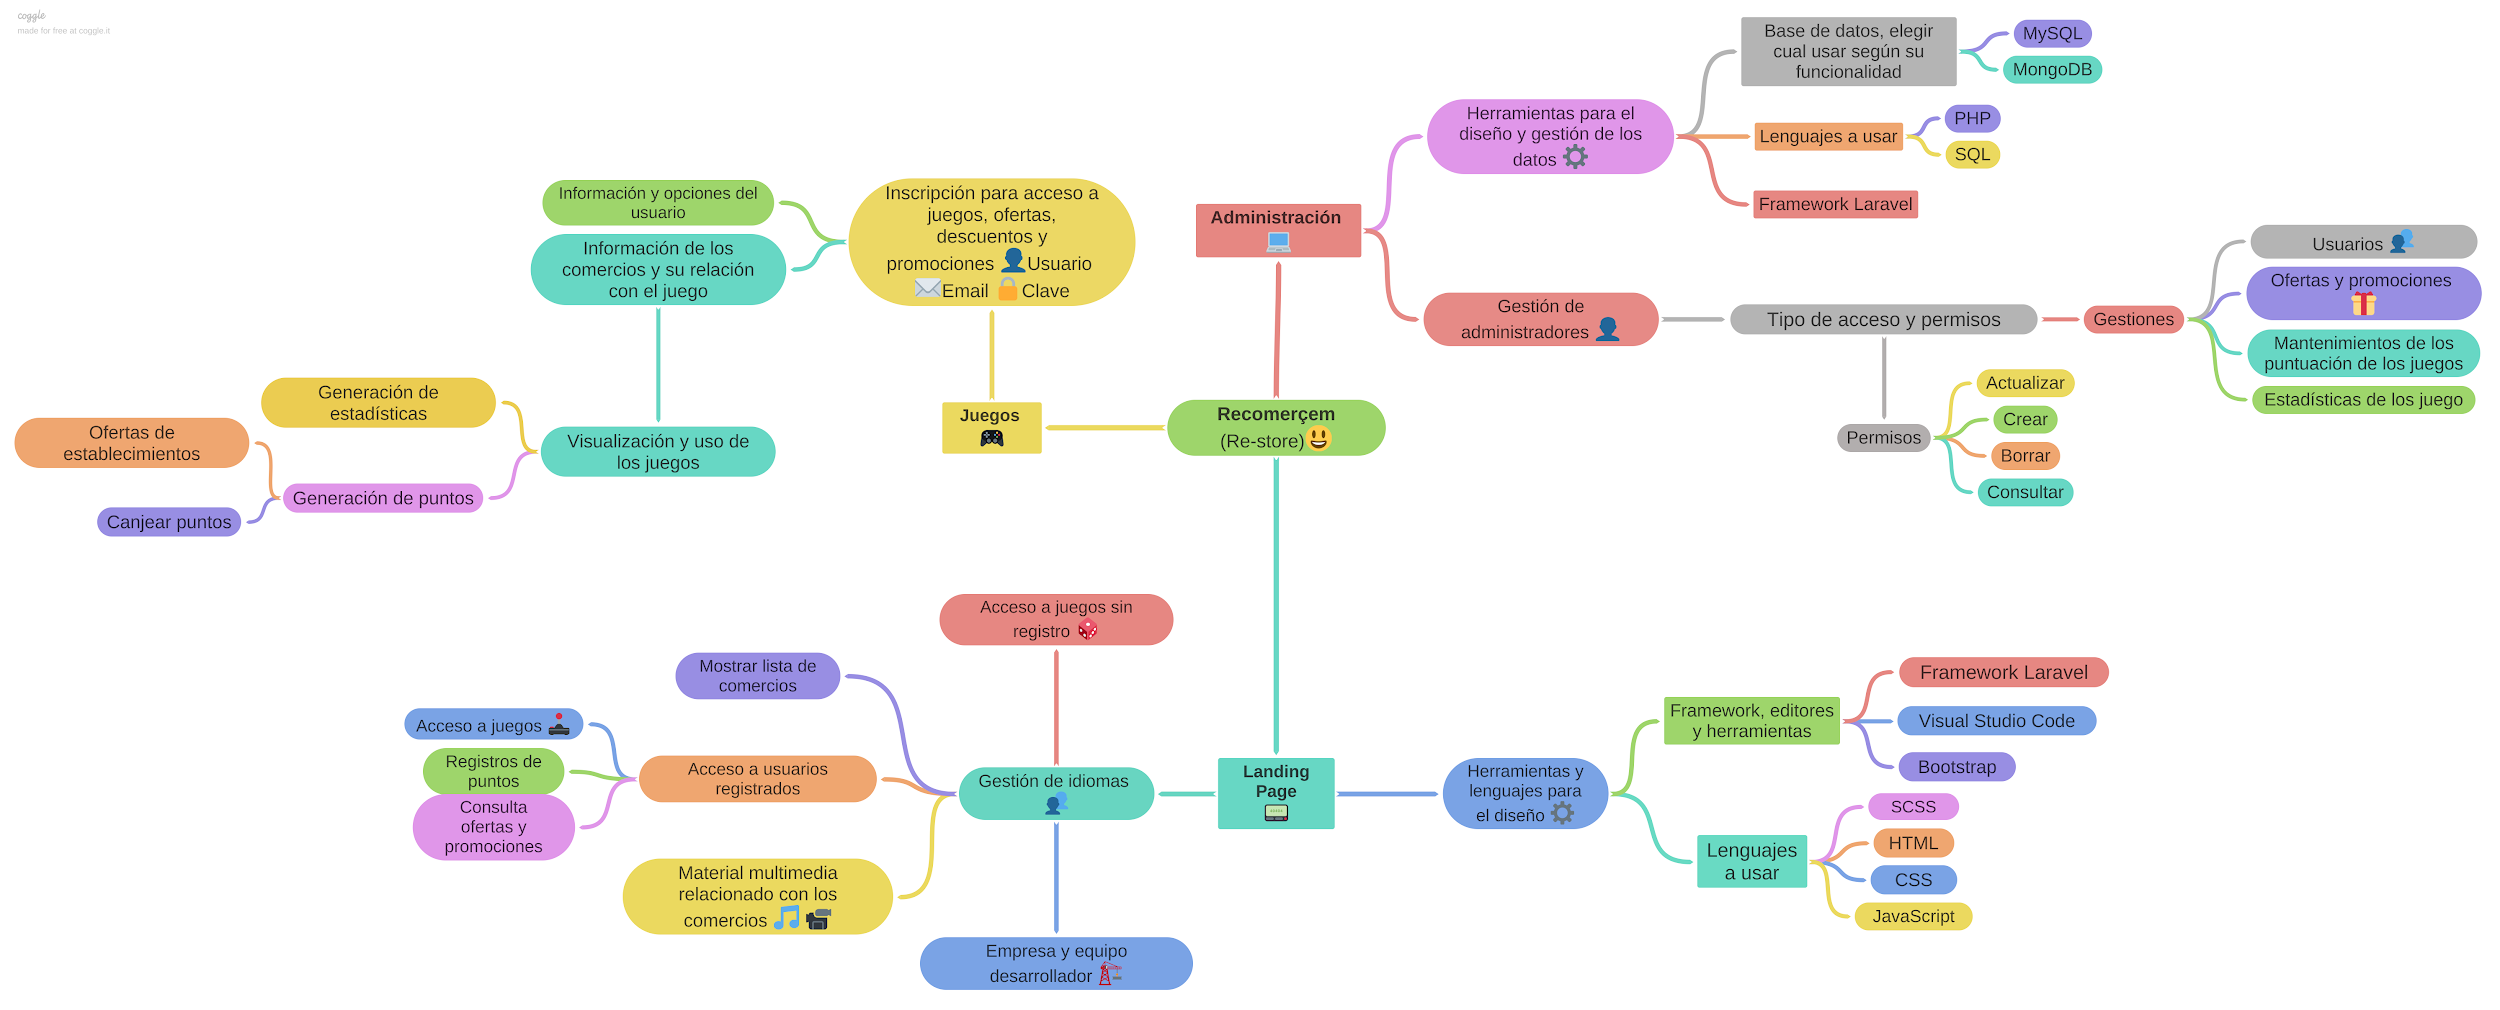 coggle
made for free at coggle.it
Base de datos, elegir
cual usar según su
funcionalidad
MySQL
MongoDB
Herramientas para el
diseño y gestión de los
datos
Lenguajes a usar
PHP
SQL
Framework Laravel
Administración
Gestión de
administradores
Tipo de acceso y permisos
Gestiones
Usuarios
Ofertas y promociones
Mantenimientos de los
puntuación de los juegos
Estadísticas de los juego
Permisos
Actualizar
Crear
Borrar
Consultar
Información y opciones del
usuario
Información de los
comercios y su relación
con el juego
Inscripción para acceso a
juegos, ofertas,
descuentos y
promociones Usuario
Email Clave
Juegos
Recomerçem
(Re-store)
Generación de
estadísticas
Ofertas de
establecimientos
Visualización y uso de
los juegos
Generación de puntos
Canjear puntos
Acceso a juegos sin
registro
Mostrar lista de
comercios
Acceso a juegos
Registros de
puntos
Consulta
ofertas y
promociones
Acceso a usuarios
registrados
Gestión de idiomas
Material multimedia
relacionado con los
comercios
Empresa y equipo
desarrollador
Landing
Page
Herramientas y
lenguajes para
el diseño
Framework, editores
y herramientas
Framework Laravel
Visual Studio Code
Bootstrap
Lenguajes
a usar
SCSS
HTML
CSS
JavaScript